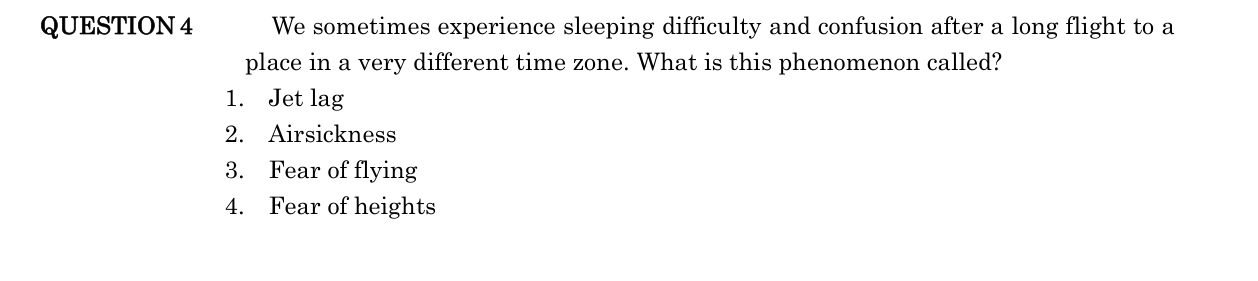 QUESTION 4 We sometimes experience sleeping difficulty and confusion after a long flight to a
place in a very different time zone. What is this phenomenon called?
1. Jet lag
2. Airsickness
3. Fear of flying
4. Fear of heights